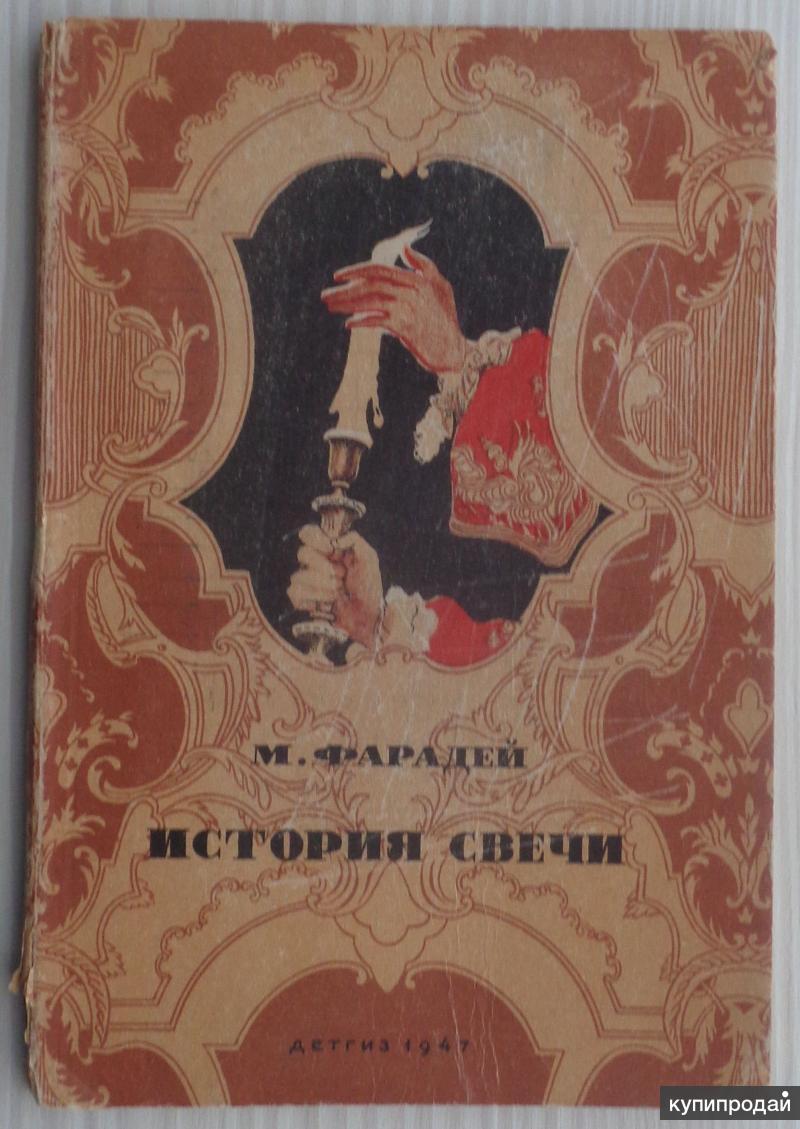 М. ФАРАДЕЙ
ИСТОРИЯ СВЕЧИ
ДЕТГИЗ 1947
купипродай